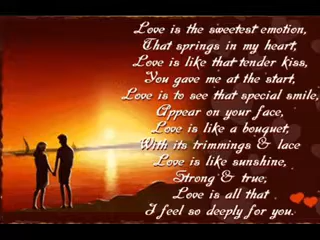 Love is the sweetest emotion,
That springs in my heart,
Love is like that tender kiss,
You gave me at the start,
Love is to see that special smile,
Appear on your face,
Love is like a bouquet,
With its trimmings & lace
Love is like sunshine,
Strong & true,
Love is all that
I feel so deeply for you.